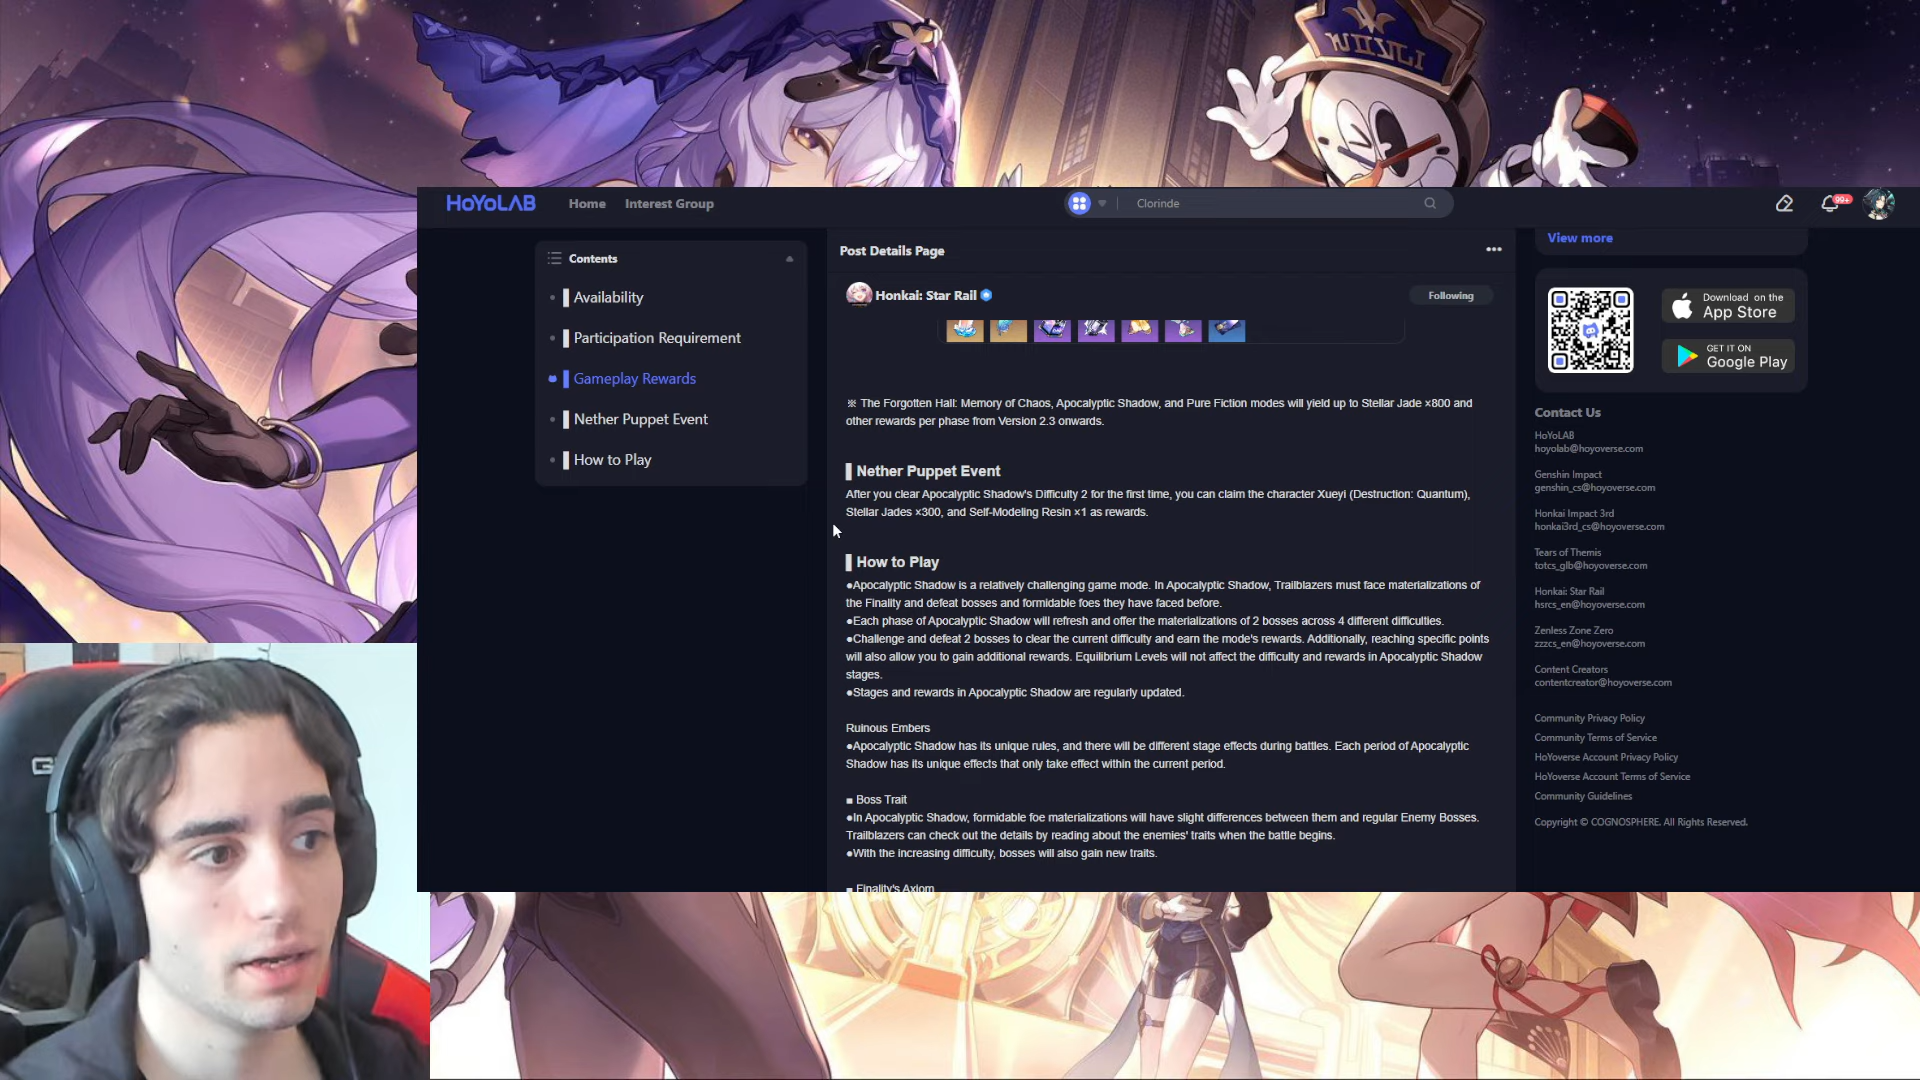 HoYoLAB
Home
Interest Group
Clorinde
99+
Contents
Availability
Participation Requirement
Gameplay Rewards
Nether Puppet Event
How to Play
Post Details Page
Honkai: Star Rail
Following
※ The Forgotten Hall: Memory of Chaos, Apocalyptic Shadow, and Pure Fiction modes will yield up to Stellar Jade ×800 and
other rewards per phase from Version 2.3 onwards.
▌Nether Puppet Event
After you clear Apocalyptic Shadow's Difficulty 2 for the first time, you can claim the character Xueyi (Destruction: Quantum),
Stellar Jades ×300, and Self-Modeling Resin ×1 as rewards.
▌How to Play
●Apocalyptic Shadow is a relatively challenging game mode. In Apocalyptic Shadow, Trailblazers must face materializations of
the Finality and defeat bosses and formidable foes they have faced before.
●Each phase of Apocalyptic Shadow will refresh and offer the materializations of 2 bosses across 4 different difficulties.
●Challenge and defeat 2 bosses to clear the current difficulty and earn the mode's rewards. Additionally, reaching specific points
will also allow you to gain additional rewards. Equilibrium Levels will not affect the difficulty and rewards in Apocalyptic Shadow
stages.
●Stages and rewards in Apocalyptic Shadow are regularly updated.
Ruinous Embers
●Apocalyptic Shadow has its unique rules, and there will be different stage effects during battles. Each period of Apocalyptic
Shadow has its unique effects that only take effect within the current period.
■ Boss Trait
●In Apocalyptic Shadow, formidable foe materializations will have slight differences between them and regular Enemy Bosses.
Trailblazers can check out the details by reading about the enemies' traits when the battle begins.
●With the increasing difficulty, bosses will also gain new traits.
■ Finality's Axiom
View more
Download on the
App Store
GET IT ON
Google Play
Contact Us
HoYoLAB
hoyolab@hoyoverse.com
Genshin Impact
genshin_cs@hoyoverse.com
Honkai Impact 3rd
honkai3rd_cs@hoyoverse.com
Tears of Themis
totcs_glb@hoyoverse.com
Honkai: Star Rail
hsrcs_en@hoyoverse.com
Zenless Zone Zero
zzzcs_en@hoyoverse.com
Content Creators
contentcreator@hoyoverse.com
Community Privacy Policy
Community Terms of Service
HoYoverse Account Privacy Policy
HoYoverse Account Terms of Service
Community Guidelines
Copyright © COGNOSPHERE. All Rights Reserved.